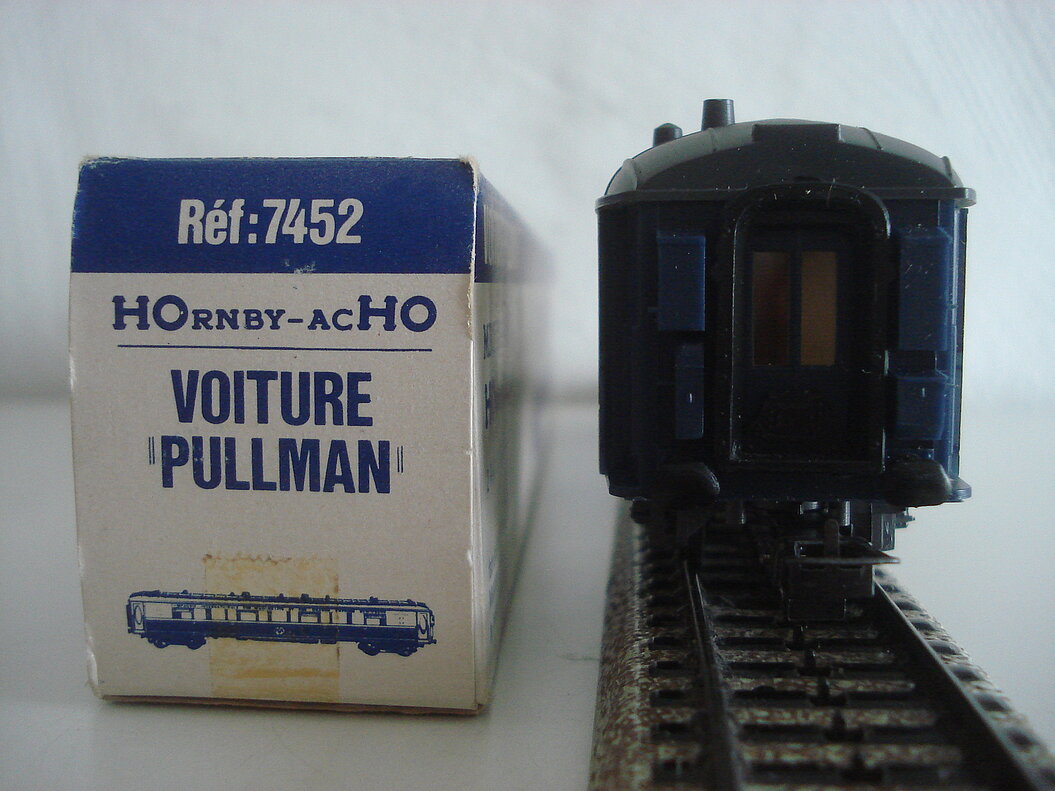 Réf:7452
HORNBY-ACHO
VOITURE
"PULLMAN"